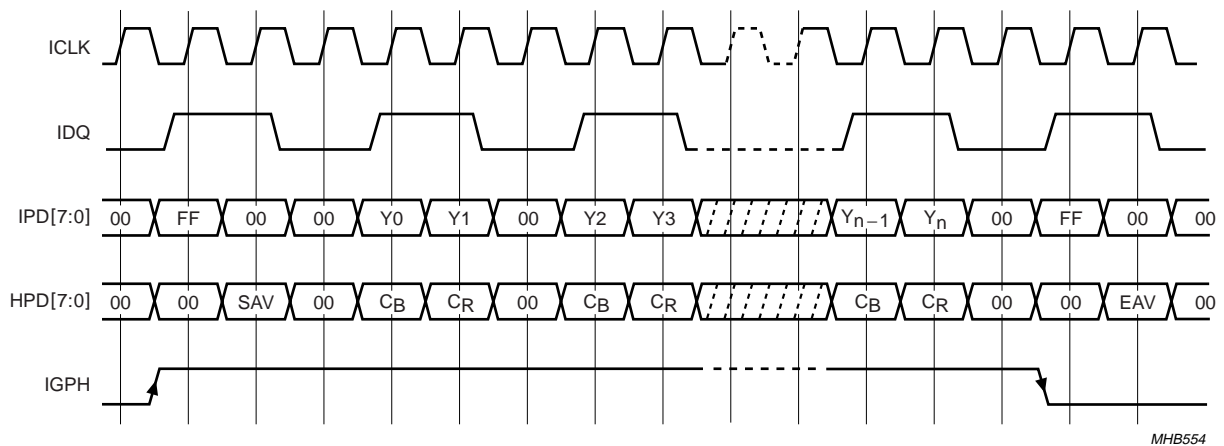 ICLK
IDQ
IPD[7:0] 00 FF 00 00 Y0 Y1 00 Y2 Y3 Yn−1 Yn 00 FF 00 00
HPD[7:0] 00 00 SAV 00 CB CR 00 CB CR CB CR 00 00 EAV 00
IGPH
MHB554